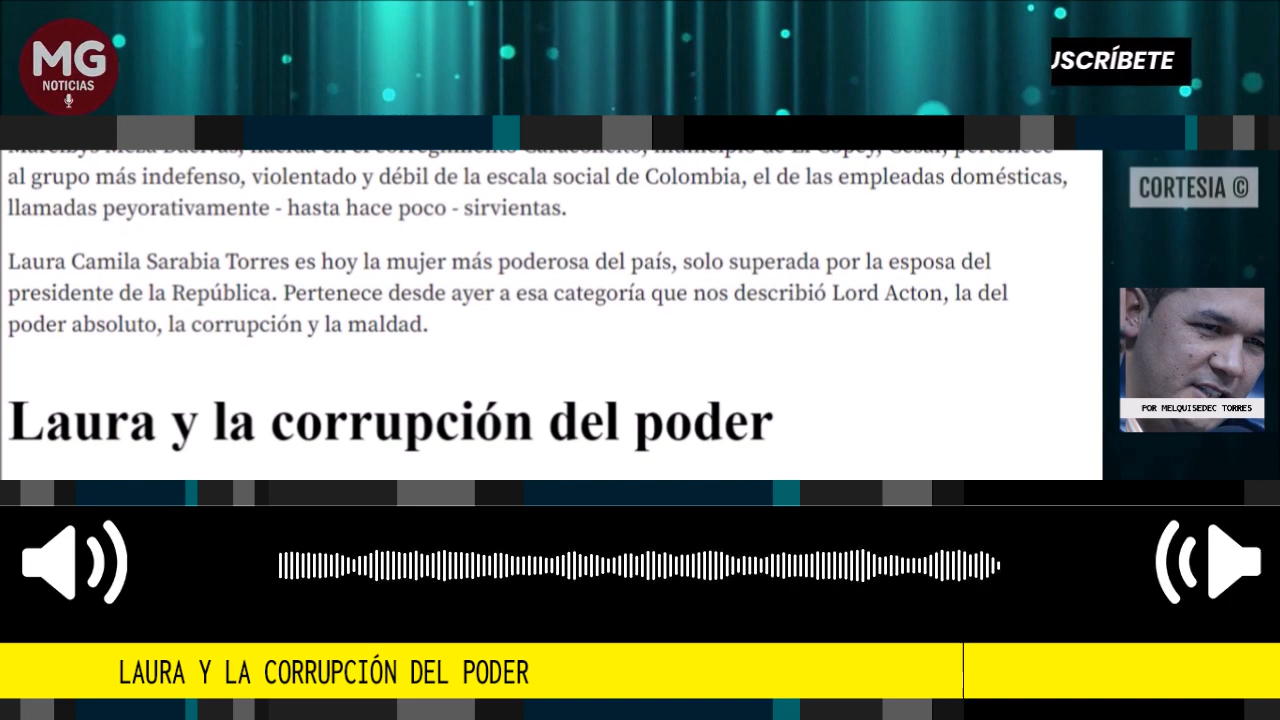 MG
NOTICIAS
USCRÍBETE
al grupo más indefenso, violentado y débil de la escala social de Colombia, el de las empleadas domésticas,
llamadas peyorativamente - hasta hace poco - sirvientas.
Laura Camila Sarabia Torres es hoy la mujer más poderosa del país, solo superada por la esposa del
presidente de la República. Pertenece desde ayer a esa categoría que nos describió Lord Acton, la del
poder absoluto, la corrupción y la maldad.
Laura y la corrupción del poder
CORTESIA ©
POR MELQUISEDEC TORRES
LAURA Y LA CORRUPCIÓN DEL PODER